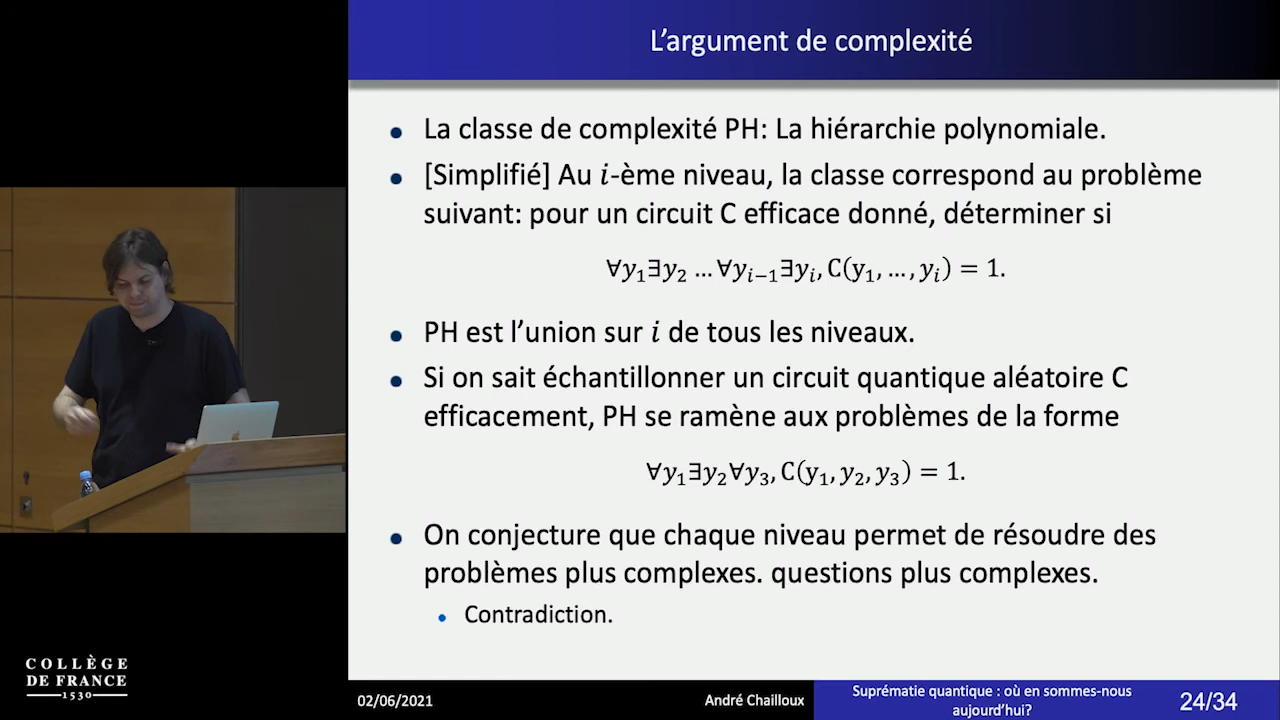 L'argument de complexité
La classe de complexité PH: La hiérarchie polynomiale.
[Simplifié] Au i-ème niveau, la classe correspond au problème
suivant: pour un circuit C efficace donné, déterminer si
∀y₁∃y₂ … ∀yᵢ₋₁∃yᵢ, C(y₁, … , yᵢ) = 1.
PH est l'union sur i de tous les niveaux.
Si on sait échantillonner un circuit quantique aléatoire C
efficacement, PH se ramène aux problèmes de la forme
∀y₁∃y₂∀y₃, C(y₁, y₂, y₃) = 1.
On conjecture que chaque niveau permet de résoudre des
problèmes plus complexes. questions plus complexes.
Contradiction.
COLLÈGE
DE FRANCE
1530
02/06/2021
André Chailloux
Suprématie quantique : où en sommes-nous
aujourd'hui?
24/34